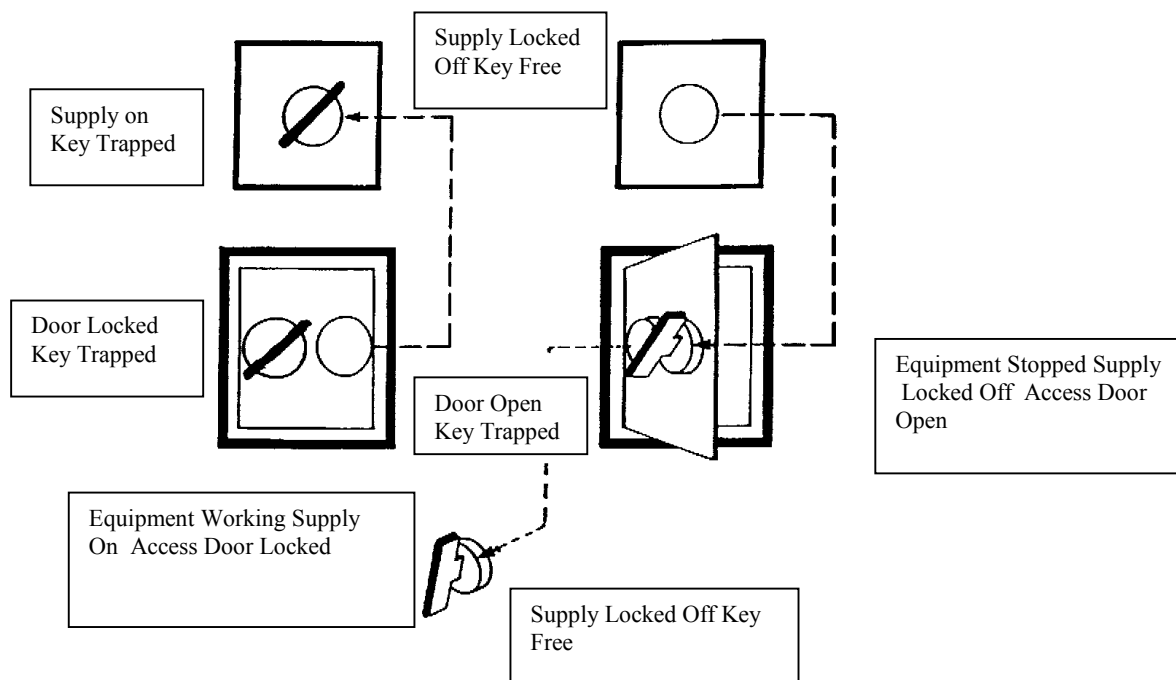 Supply Locked
Off Key Free
Supply on
Key Trapped
Door Locked
Key Trapped
Door Open
Key Trapped
Equipment Stopped Supply
Locked Off Access Door
Open
Equipment Working Supply
On Access Door Locked
Supply Locked Off Key
Free